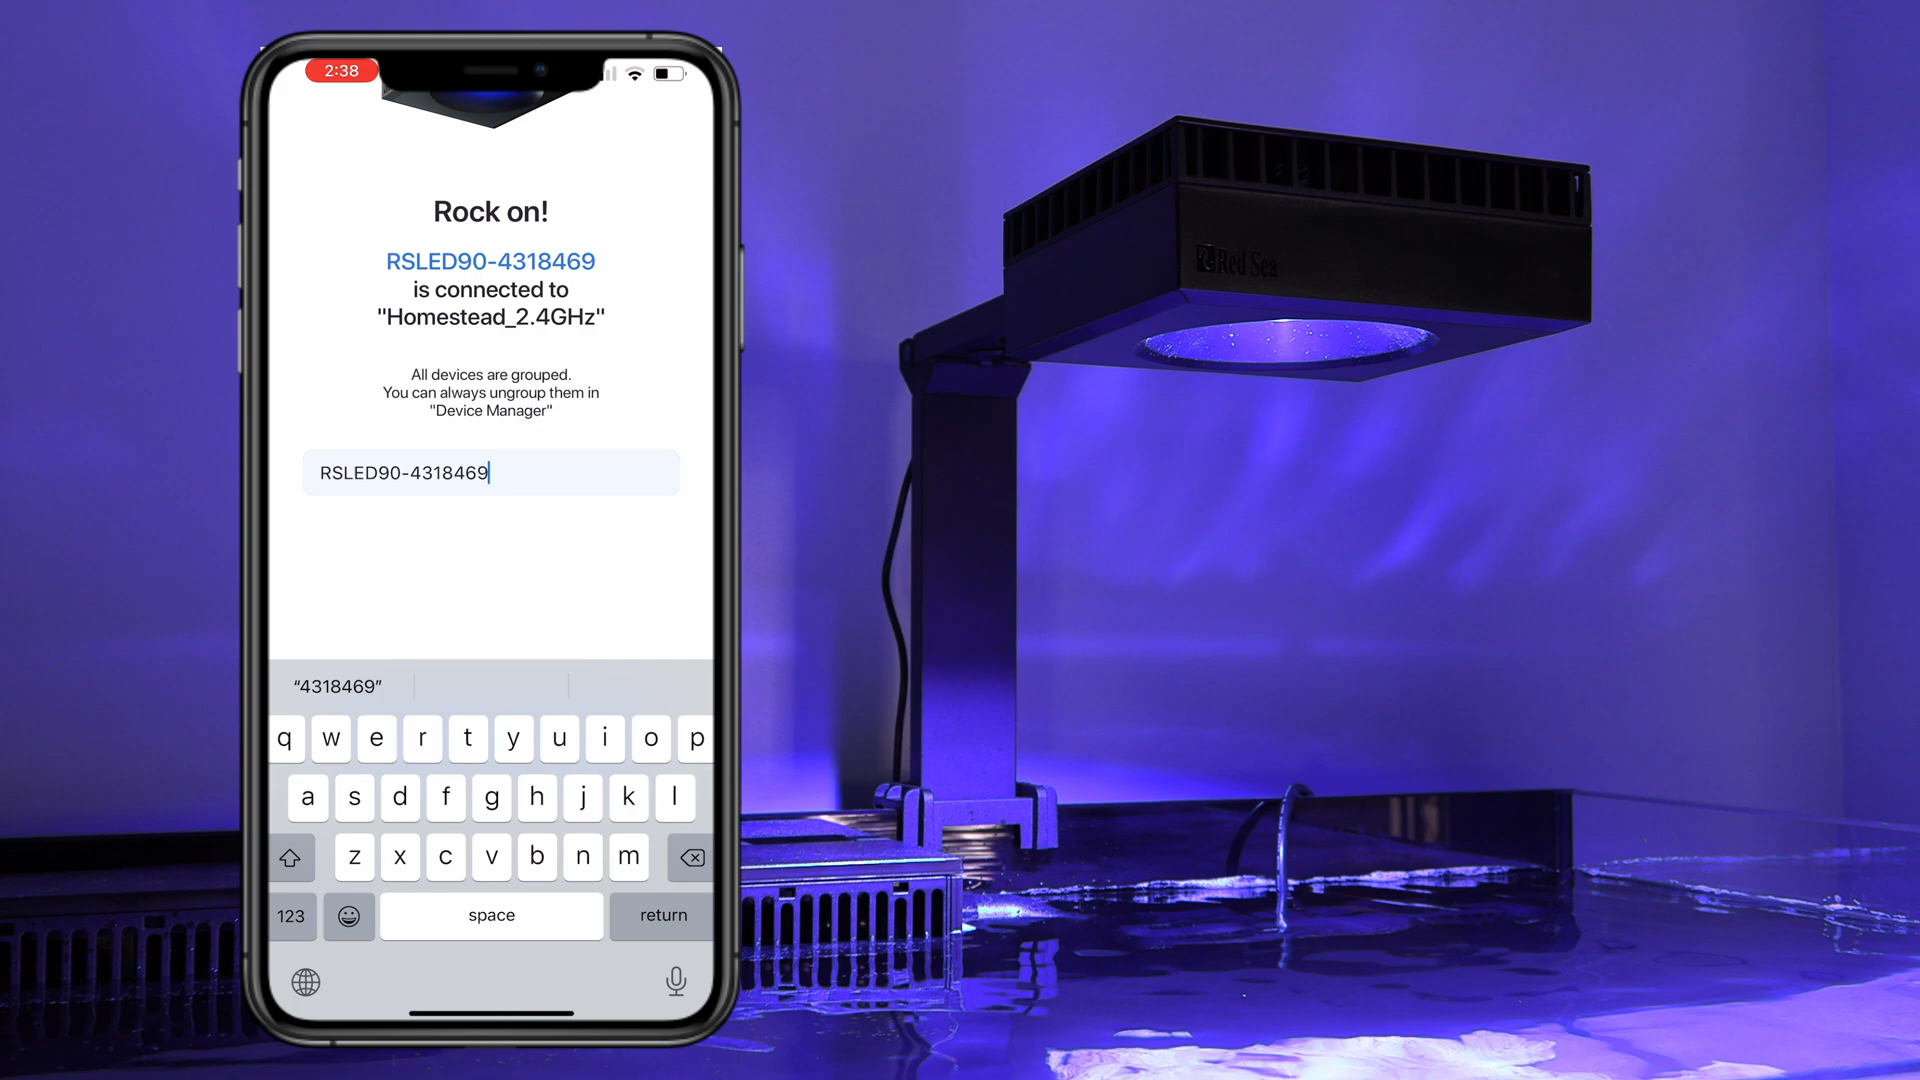 2:38
Rock on!
RSLED90-4318469
is connected to
"Homestead_2.4GHz"
All devices are grouped.
You can always ungroup them in
"Device Manager"
RSLED90-4318469
“4318469”
q w e r t y u i o p
a s d f g h j k l
z x c v b n m
123 space return
Red Sea